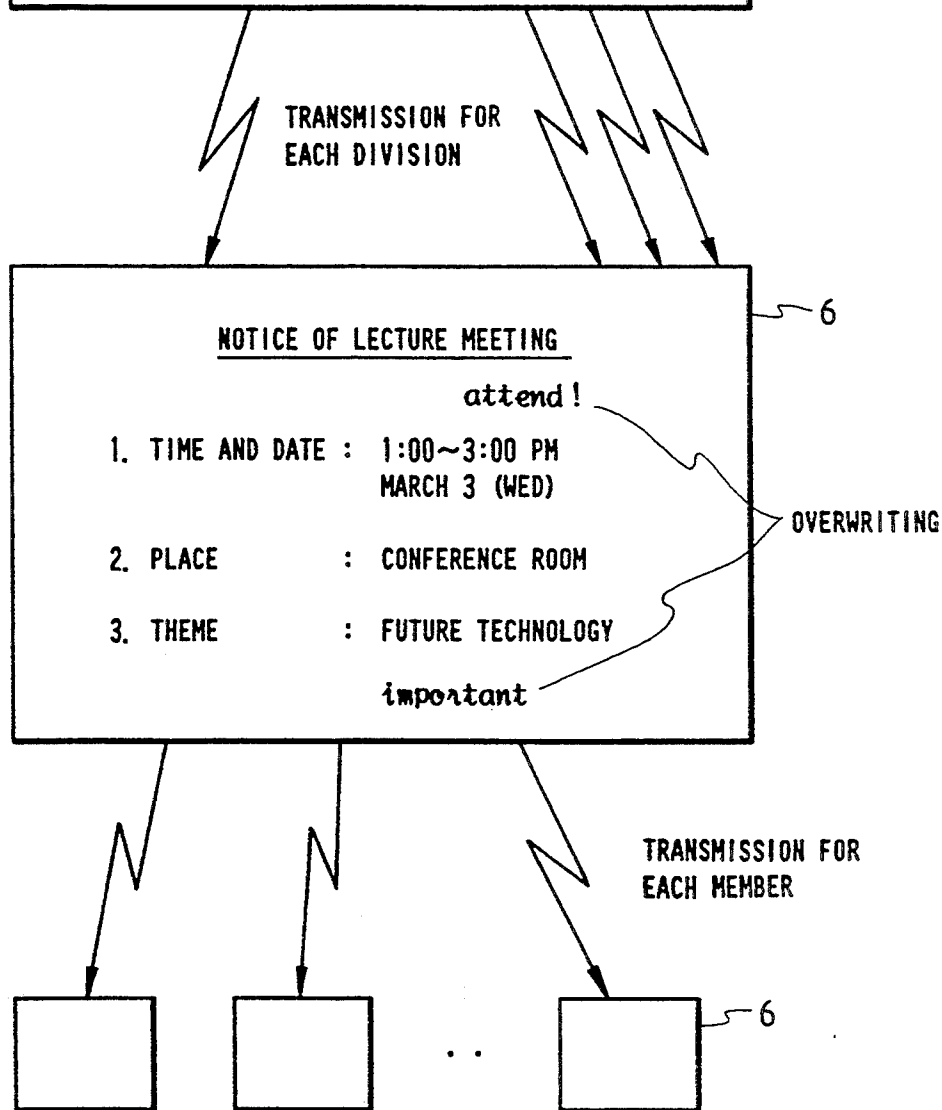 TRANSMISSION FOR
EACH DIVISION
6
NOTICE OF LECTURE MEETING
attend!
1. TIME AND DATE : 1:00~3:00 PM
MARCH 3 (WED)
OVERWRITING
2. PLACE : CONFERENCE ROOM
3. THEME : FUTURE TECHNOLOGY
important
TRANSMISSION FOR
EACH MEMBER
6
. .